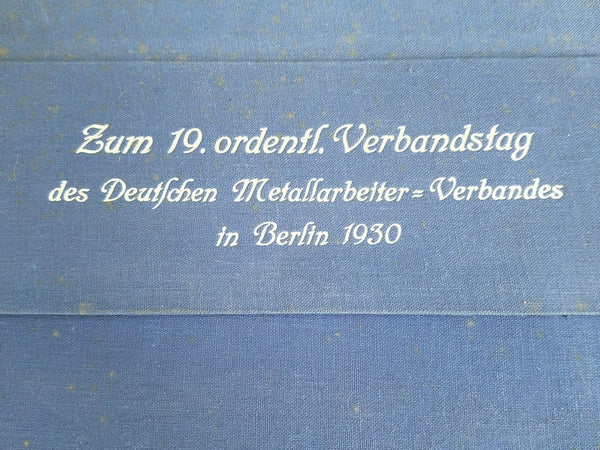 Zum 19. ordentl. Verbandstag
des Deutſchen Metallarbeiter=Verbandes
in Berlin 1930